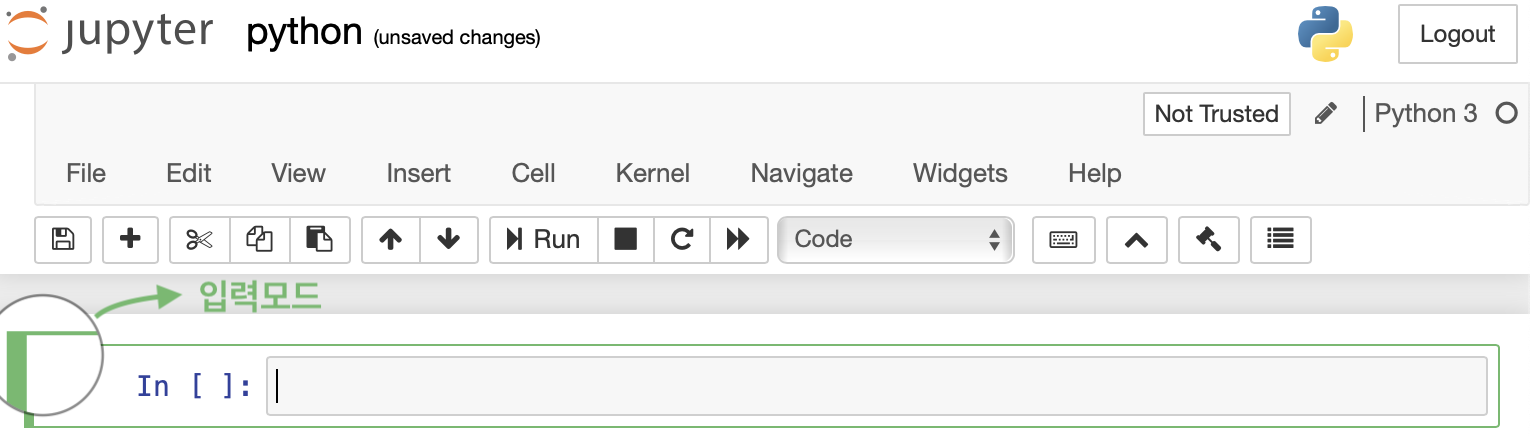 jupyter python (unsaved changes) Logout
Not Trusted Python 3
File Edit View Insert Cell Kernel Navigate Widgets Help
Run Code
입력모드
In [ ]: